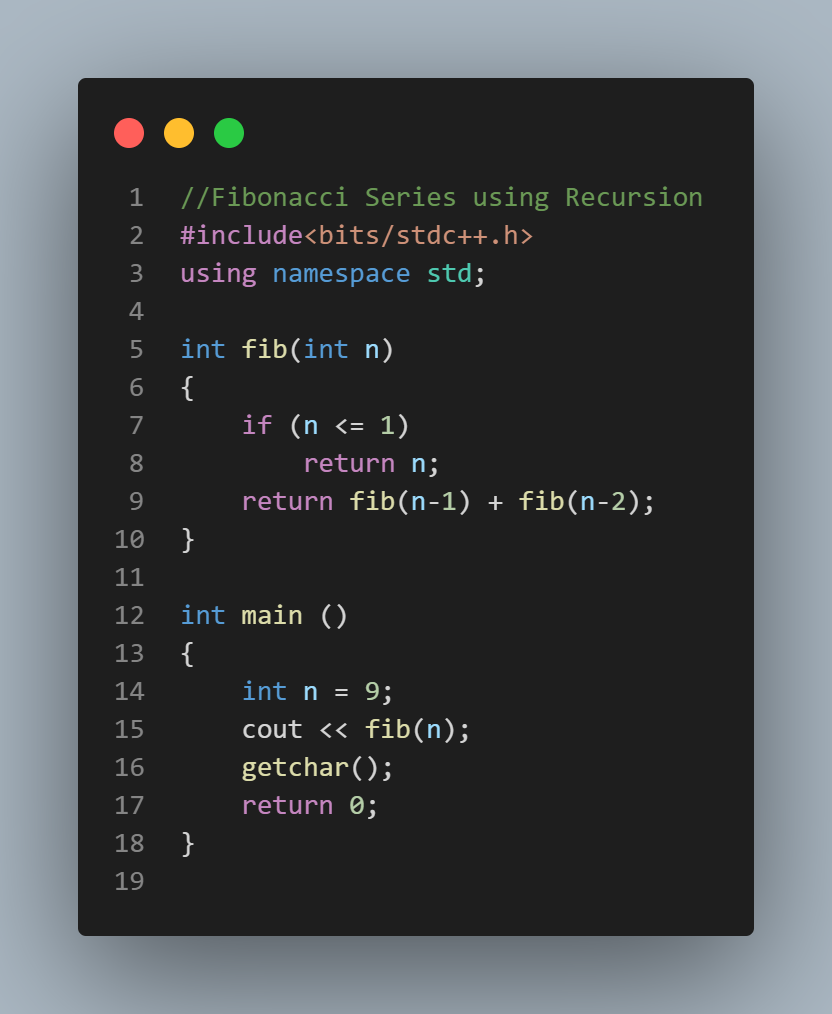 1 //Fibonacci Series using Recursion
2 #include<bits/stdc++.h>
3 using namespace std;
4
5 int fib(int n)
6 {
7     if (n <= 1)
8         return n;
9     return fib(n-1) + fib(n-2);
10 }
11
12 int main ()
13 {
14     int n = 9;
15     cout << fib(n);
16     getchar();
17     return 0;
18 }
19